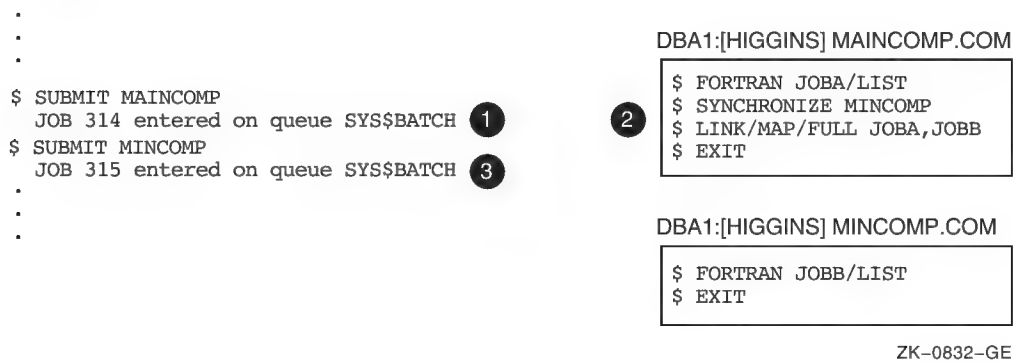 .
.
.
$ SUBMIT MAINCOMP
JOB 314 entered on queue SYS$BATCH 1
$ SUBMIT MINCOMP
JOB 315 entered on queue SYS$BATCH 3
.
.
.
DBA1:[HIGGINS] MAINCOMP.COM
2
$ FORTRAN JOBA/LIST
$ SYNCHRONIZE MINCOMP
$ LINK/MAP/FULL JOBA,JOBB
$ EXIT
DBA1:[HIGGINS] MINCOMP.COM
$ FORTRAN JOBB/LIST
$ EXIT
ZK–0832–GE